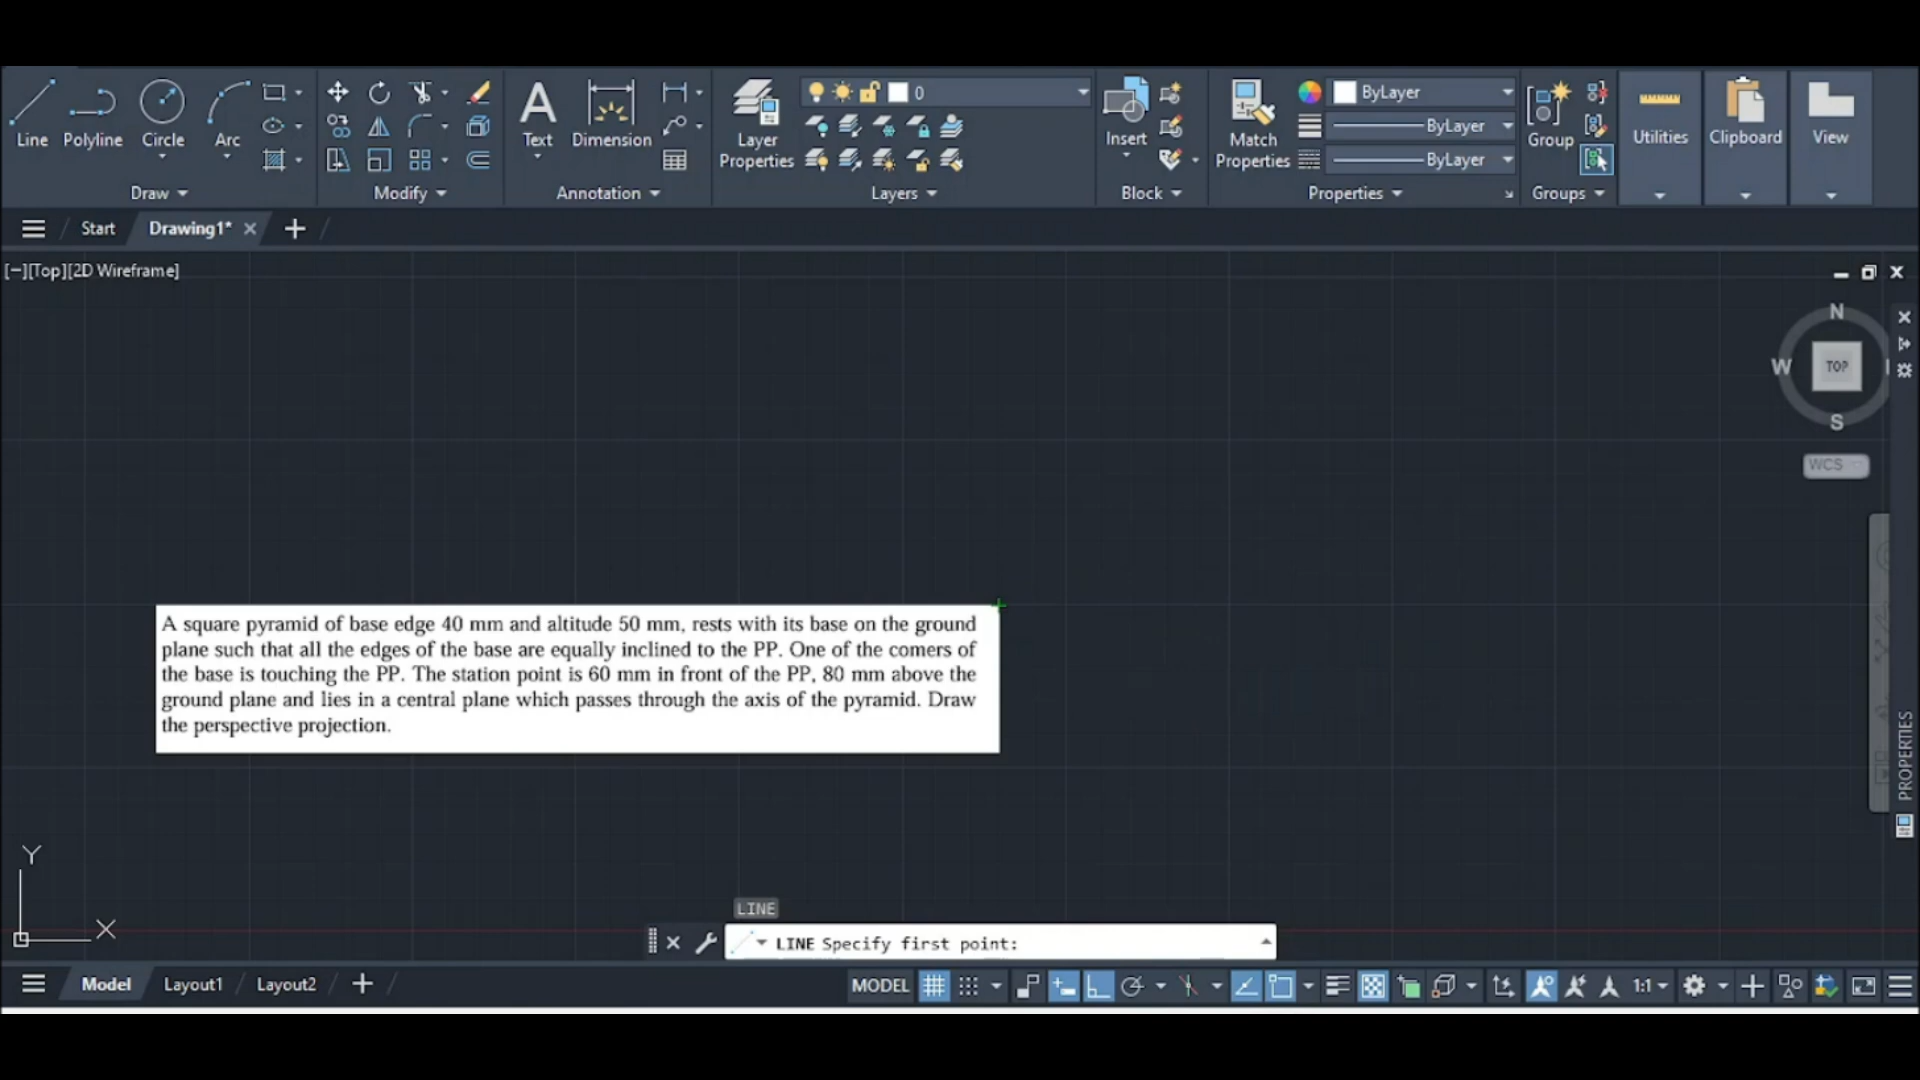 Line
Polyline
Circle
Arc
Draw
Modify
A
Text
Dimension
Annotation
Layer
Properties
0
Layers
Insert
Block
Match
Properties
ByLayer
ByLayer
ByLayer
Properties
Group
Groups
Utilities
Clipboard
View
Start
Drawing1*
[−][Top][2D Wireframe]
N
W
TOP
S
WCS
A square pyramid of base edge 40 mm and altitude 50 mm, rests with its base on the ground
plane such that all the edges of the base are equally inclined to the PP. One of the comers of
the base is touching the PP. The station point is 60 mm in front of the PP, 80 mm above the
ground plane and lies in a central plane which passes through the axis of the pyramid. Draw
the perspective projection.
PROPERTIES
Y
X
LINE
LINE Specify first point:
Model
Layout1
Layout2
MODEL
1:1